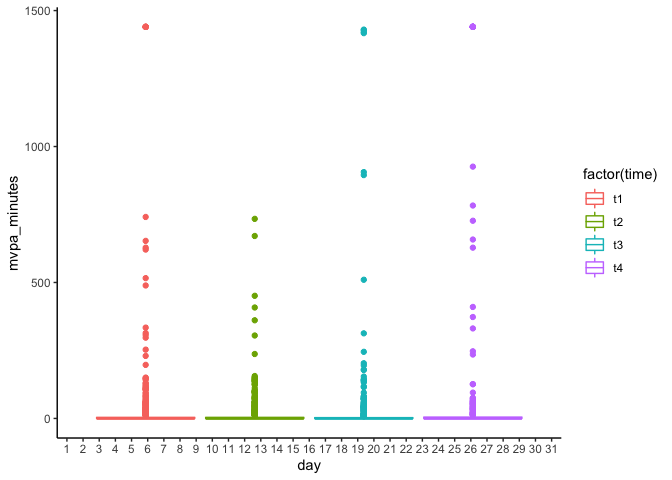 1500
1000
500
0
mvpa_minutes
1 2 3 4 5 6 7 8 9 10 11 12 13 14 15 16 17 18 19 20 21 22 23 24 25 26 27 28 29 30 31
day
factor(time)
t1
t2
t3
t4